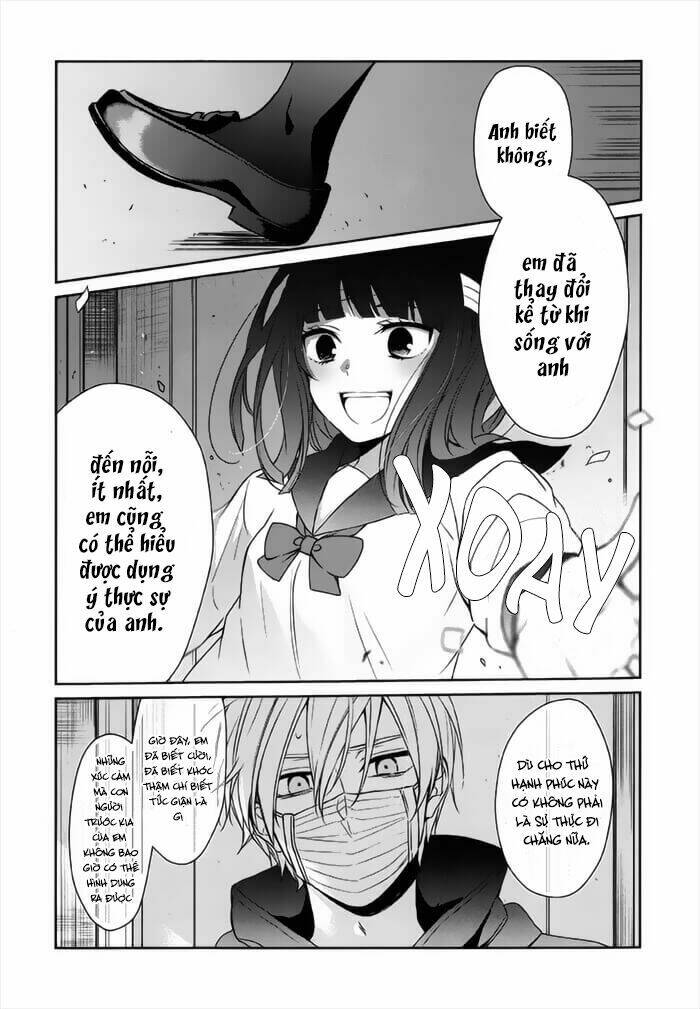 Anh biết
không,
em đã
thay đổi
kể từ khi
sống với
anh
đến nỗi,
ít nhất,
em cũng
có thể hiểu
được dụng
ý thực sự
của anh.
XOAY
DÙ CHO THỨ
HẠNH PHÚC NÀY
CÓ KHÔNG PHẢI
LÀ SỰ THỰC ĐI
CHĂNG NỮA.
GIỜ ĐÂY, EM
ĐÃ BIẾT CƯỜI,
ĐÃ BIẾT KHÓC
THẬM CHÍ BIẾT
TỨC GIẬN LÀ
GÌ
NHỮNG
XÚC CẢM
MÀ CON
NGƯỜI
TRƯỚC KIA
CỦA EM
KHÔNG BAO
GIỜ CÓ THỂ
HÌNH DUNG
RA ĐƯỢC